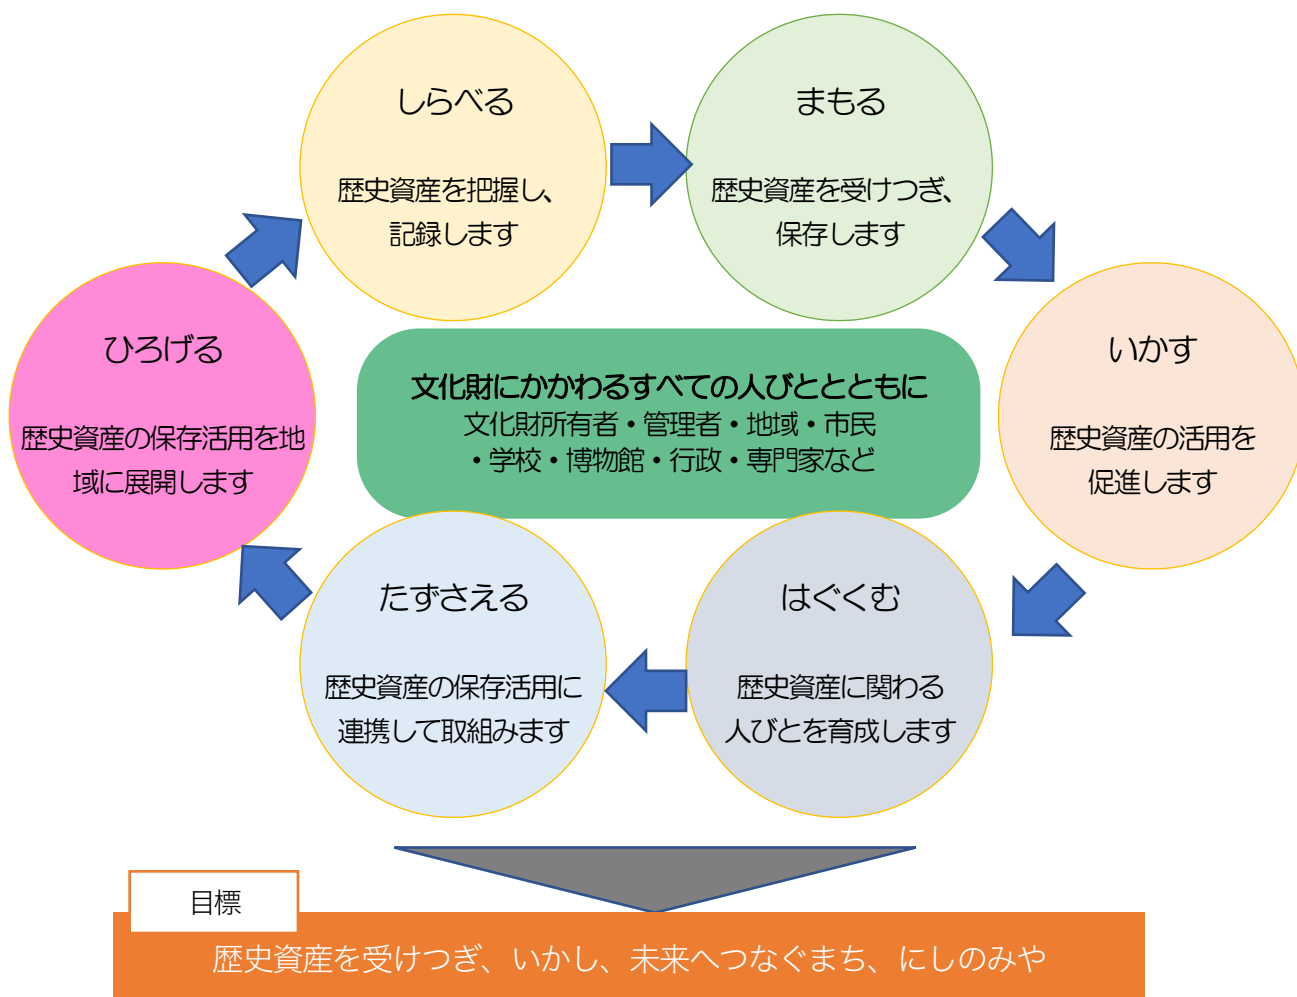 しらべる
歴史資産を把握し、
記録します
まもる
歴史資産を受けつぎ、
保存します
いかす
歴史資産の活用を
促進します
はぐくむ
歴史資産に関わる
人びとを育成します
たずさえる
歴史資産の保存活用に
連携して取組みます
ひろげる
歴史資産の保存活用を地
域に展開します
文化財にかかわるすべての人びととともに
文化財所有者・管理者・地域・市民
・学校・博物館・行政・専門家など
目標
歴史資産を受けつぎ、いかし、未来へつなぐまち、にしのみや